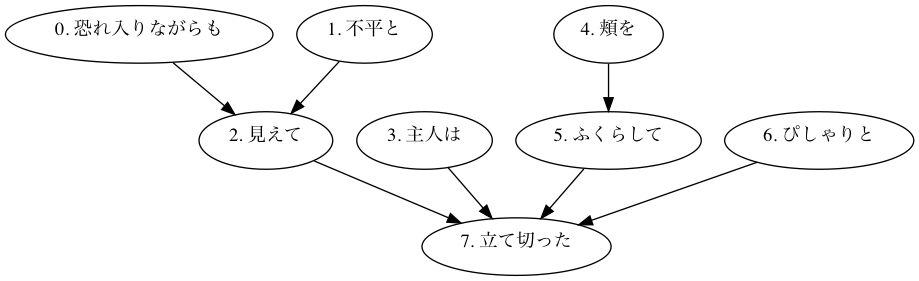 0. 恐れ入りながらも
1. 不平と
4. 頬を
2. 見えて
3. 主人は
5. ふくらして
6. ぴしゃりと
7. 立て切った